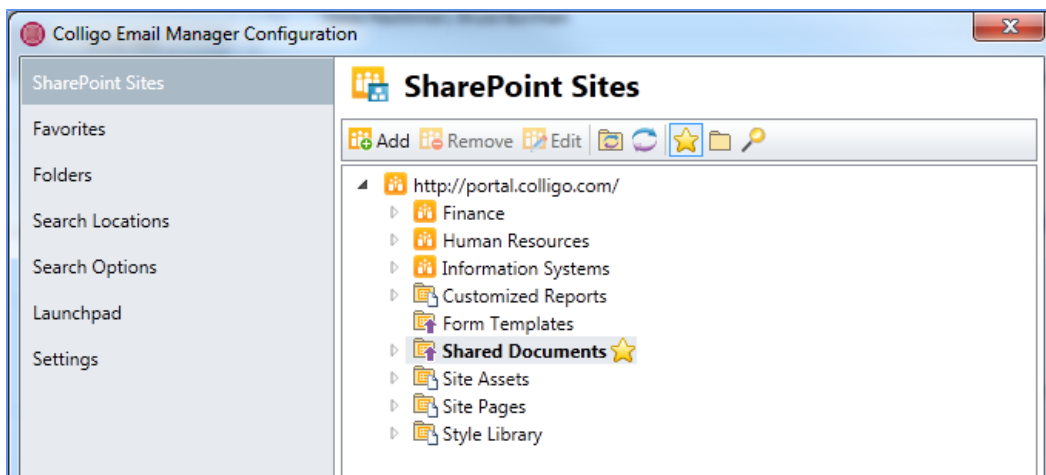 Colligo Email Manager Configuration
SharePoint Sites
Favorites
Folders
Search Locations
Search Options
Launchpad
Settings
SharePoint Sites
Add Remove Edit
http://portal.colligo.com/
Finance
Human Resources
Information Systems
Customized Reports
Form Templates
Shared Documents
Site Assets
Site Pages
Style Library